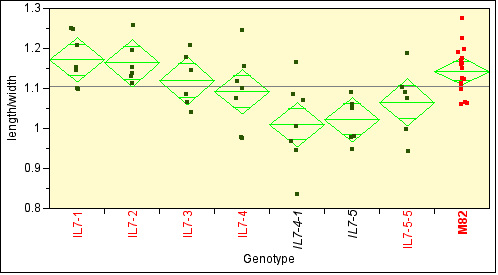 1.3
1.2
1.1
1
0.9
0.8
length/width
IL7-1
IL7-2
IL7-3
IL7-4
IL7-4-1
IL7-5
IL7-5-5
M82
Genotype